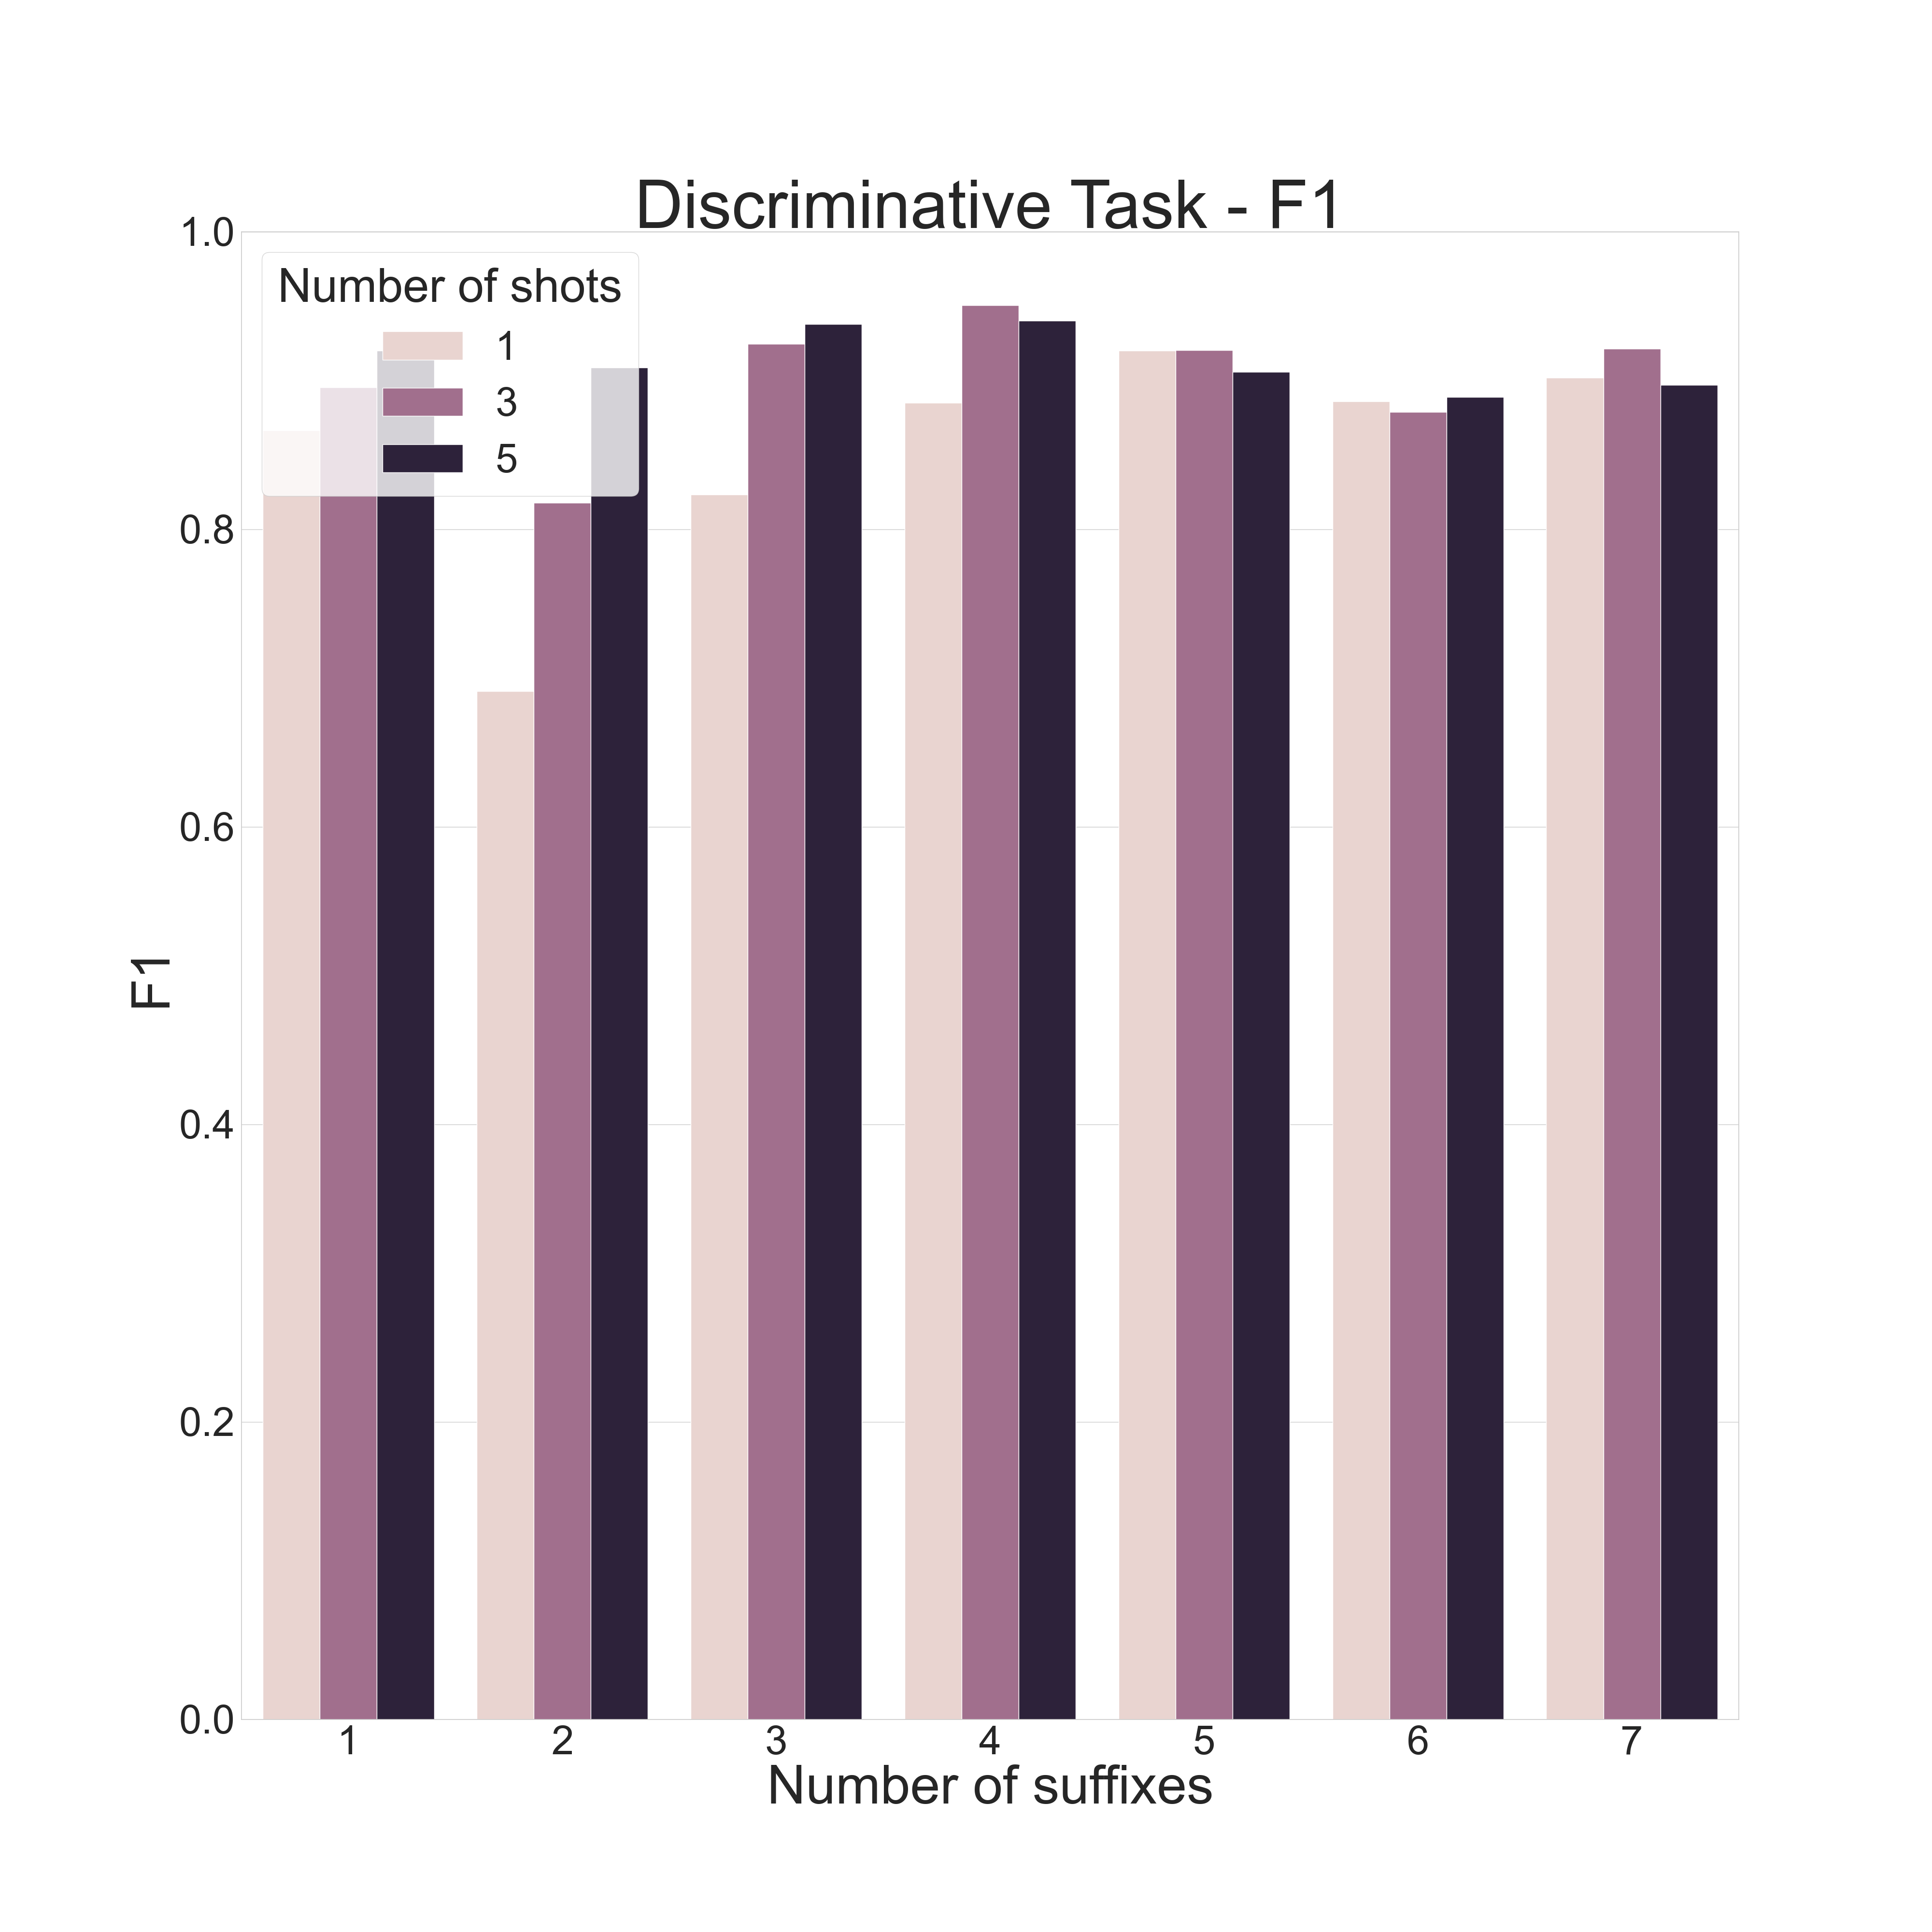 Discriminative Task - F1
1.0
0.8
0.6
0.4
0.2
0.0
F1
Number of shots
1
3
5
1 2 3 4 5 6 7
Number of suffixes